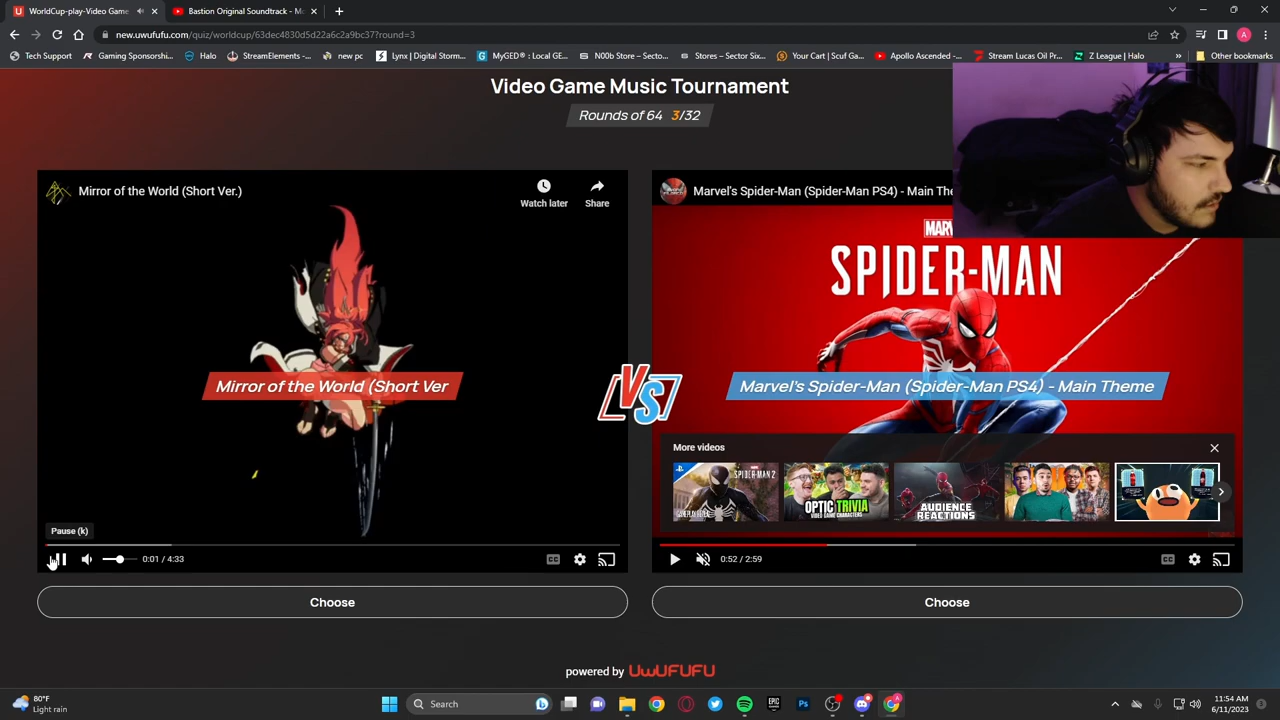 WorldCup-play-Video Game
Bastion Original Soundtrack - Mc
new.uwufufu.com/quiz/worldcup/63dec4830d5d22a6c2a9bc37?round=3
Tech Support
Gaming Sponsorshi...
Halo
StreamElements -...
new pc
Lynx | Digital Storm...
MyGED® : Local GE...
N00b Store – Secto...
Stores – Sector Six...
Your Cart | Scuf Ga...
Apollo Ascended -...
Stream Lucas Oil Pr...
Z League | Halo
Other bookmarks
Video Game Music Tournament
Rounds of 64 3/32
Mirror of the World (Short Ver.)
Watch later
Share
Marvel's Spider-Man (Spider-Man PS4) - Main The
MARV
SPIDER-MAN
Mirror of the World (Short Ver
VS
Marvel's Spider-Man (Spider-Man PS4) - Main Theme
More videos
SPIDER-MAN 2
OPTIC TRIVIA
AUDIENCE REACTIONS
Pause (k)
0:01 / 4:33
0:52 / 2:59
Choose
Choose
powered by UwUFUFU
80°F
Light rain
Search
11:54 AM
6/11/2023